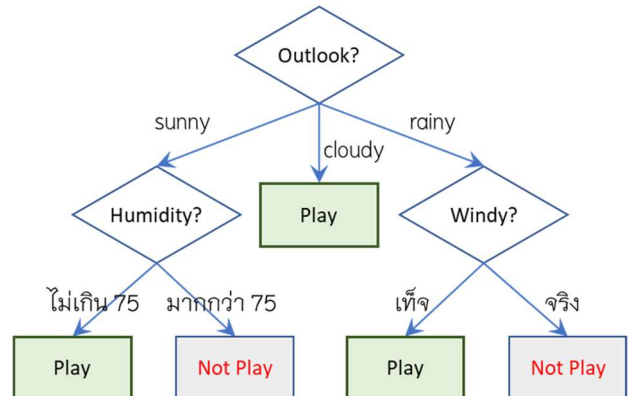 Outlook?
sunny
rainy
cloudy
Humidity?
Play
Windy?
ไม่เกิน 75
มากกว่า 75
เท็จ
จริง
Play
Not Play
Play
Not Play